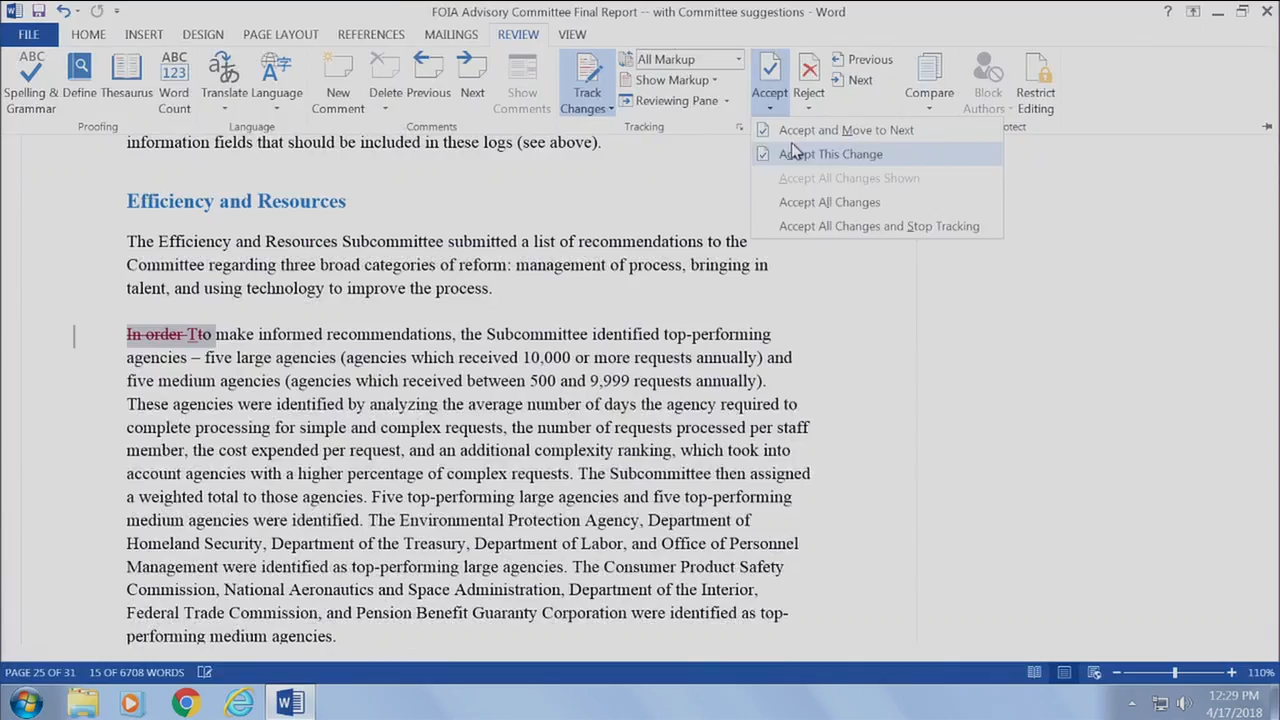 FOIA Advisory Committee Final Report -- with Committee suggestions - Word
?
FILE HOME INSERT DESIGN PAGE LAYOUT REFERENCES MAILINGS REVIEW VIEW
ABC Spelling & Grammar
Define
Thesaurus
ABC 123 Word Count
Translate
Language
New Comment
Delete
Previous
Next
Show Comments
Track Changes
All Markup
Show Markup
Reviewing Pane
Accept
Reject
Previous
Next
Compare
Block Authors
Restrict Editing
Proofing
Language
Comments
Tracking
Accept and Move to Next
Accept This Change
Accept All Changes Shown
Accept All Changes
Accept All Changes and Stop Tracking
information fields that should be included in these logs (see above).
Efficiency and Resources
The Efficiency and Resources Subcommittee submitted a list of recommendations to the
Committee regarding three broad categories of reform: management of process, bringing in
talent, and using technology to improve the process.
In order Tto make informed recommendations, the Subcommittee identified top-performing
agencies – five large agencies (agencies which received 10,000 or more requests annually) and
five medium agencies (agencies which received between 500 and 9,999 requests annually).
These agencies were identified by analyzing the average number of days the agency required to
complete processing for simple and complex requests, the number of requests processed per staff
member, the cost expended per request, and an additional complexity ranking, which took into
account agencies with a higher percentage of complex requests. The Subcommittee then assigned
a weighted total to those agencies. Five top-performing large agencies and five top-performing
medium agencies were identified. The Environmental Protection Agency, Department of
Homeland Security, Department of the Treasury, Department of Labor, and Office of Personnel
Management were identified as top-performing large agencies. The Consumer Product Safety
Commission, National Aeronautics and Space Administration, Department of the Interior,
Federal Trade Commission, and Pension Benefit Guaranty Corporation were identified as top-
performing medium agencies.
PAGE 25 OF 31 15 OF 6708 WORDS
110%
12:29 PM
4/17/2018